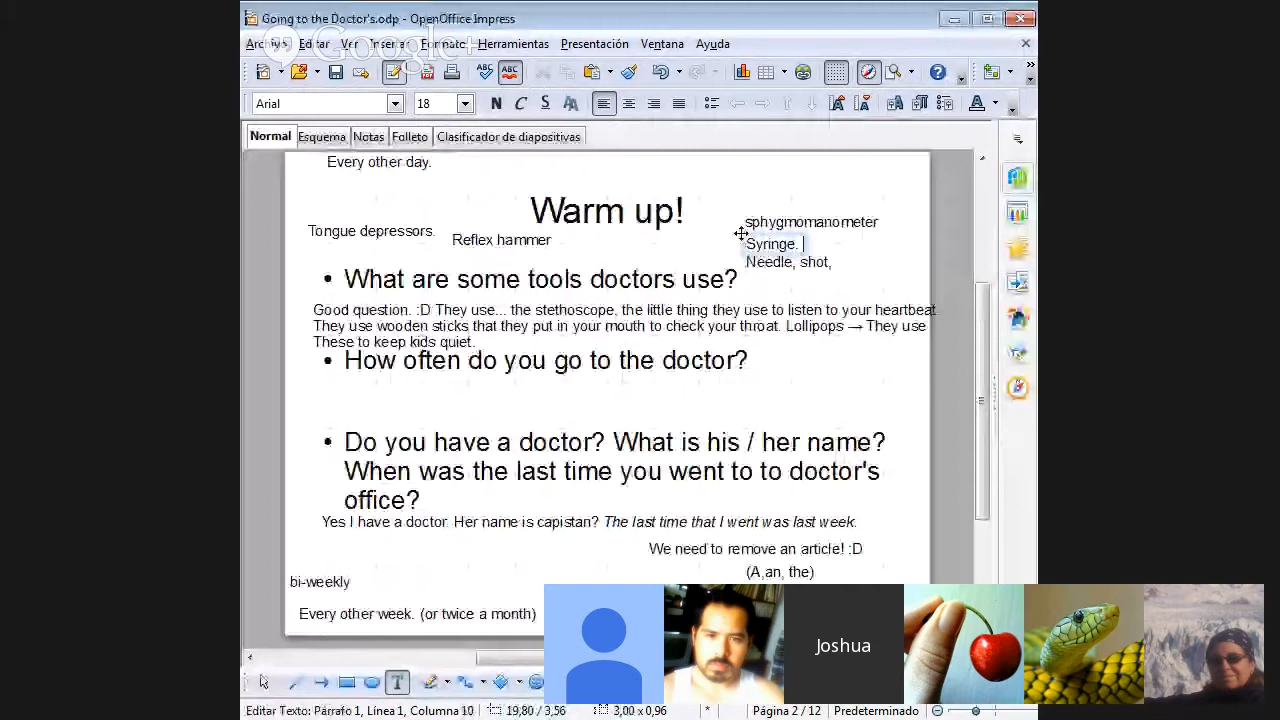 Going to the Doctor's.odp - OpenOffice Impress
Google+
Archivo Editar Ver Insertar Formato Herramientas Presentación Ventana Ayuda
Arial 18 N C S
Normal Esquema Notas Folleto Clasificador de diapositivas
Every other day.
Warm up!
sphygmomanometer
Tongue depressors.
Reflex hammer
Syringe.
Needle, shot,
• What are some tools doctors use?
Good question. :D They use... the stethoscope, the little thing they use to listen to your heartbeat.
They use wooden sticks that they put in your mouth to check your throat. Lollipops → They use
These to keep kids quiet.
• How often do you go to the doctor?
• Do you have a doctor? What is his / her name?
When was the last time you went to to doctor's
office?
Yes I have a doctor. Her name is capistan? The last time that I went was last week.
We need to remove an article! :D
(A,an, the)
bi-weekly
Every other week. (or twice a month)
Joshua
Editar Texto: Párrafo 1, Línea 1, Columna 10 19,80 / 3,56 3,00 x 0,96 * Página 2 / 12 Predeterminado